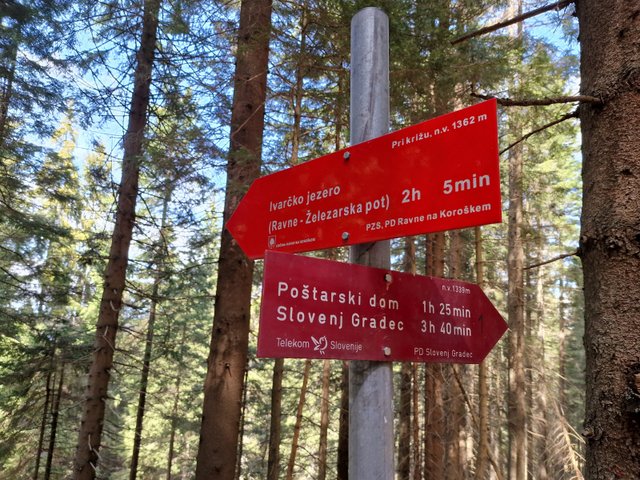 Pri križu, n.v. 1362 m
Ivarčko jezero
(Ravne - Železarska pot) 2h 5min
PZS, PD Ravne na Koroškem
n.v. 1339m
Poštarski dom 1h 25min
Slovenj Gradec 3h 40min
Telekom Slovenije
PD Slovenj Gradec